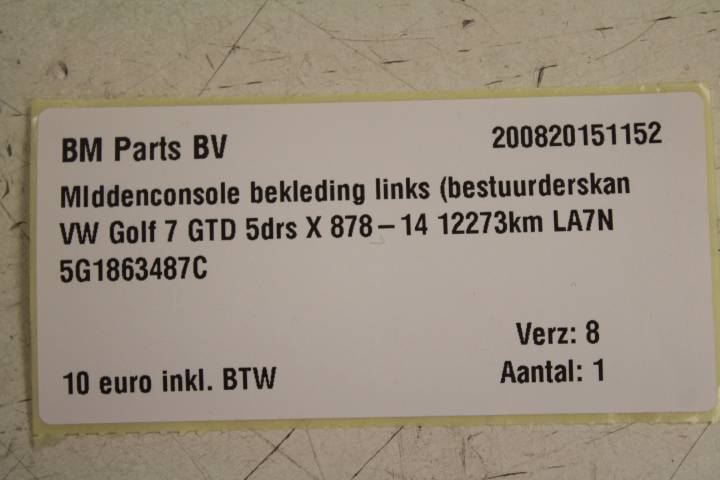 BM Parts BV 200820151152
MIddenconsole bekleding links (bestuurderskan
VW Golf 7 GTD 5drs X 878-14 12273km LA7N
5G1863487C
Verz: 8
10 euro inkl. BTW Aantal: 1